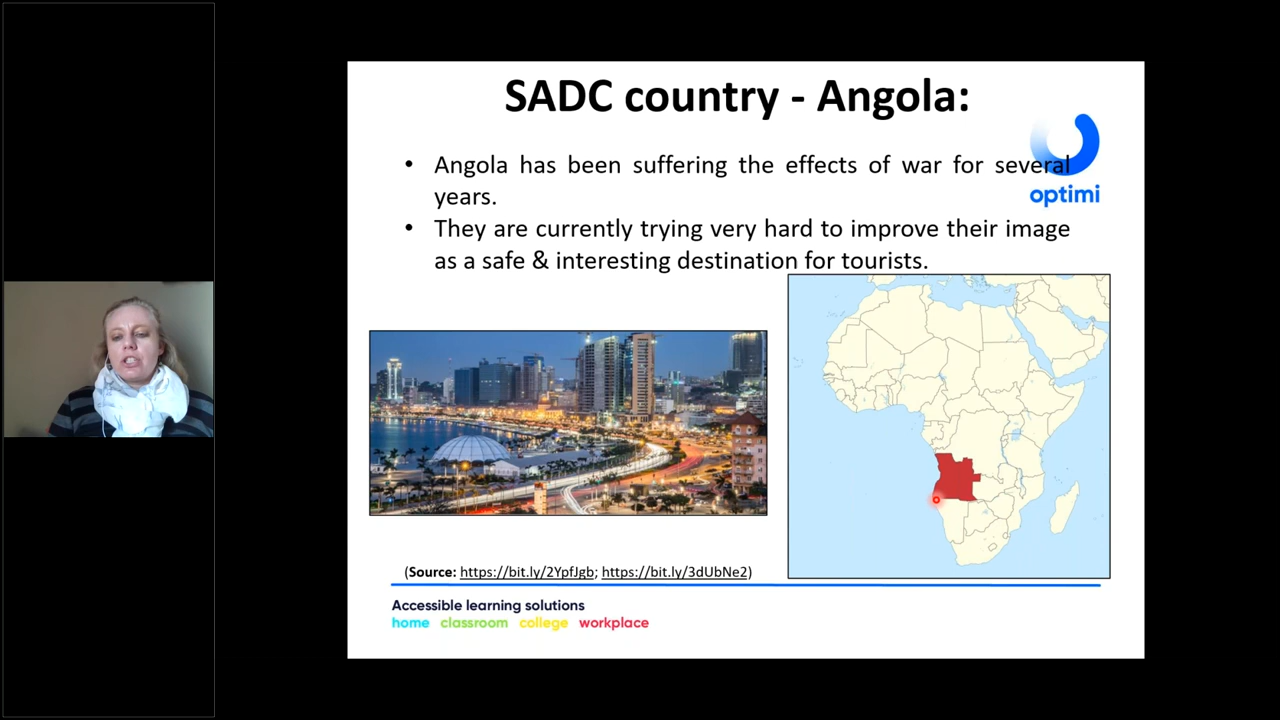 SADC country - Angola:
• Angola has been suffering the effects of war for several
years.
• They are currently trying very hard to improve their image
as a safe & interesting destination for tourists.
optimi
(Source: https://bit.ly/2YpfJgb; https://bit.ly/3dUbNe2)
Accessible learning solutions
home classroom college workplace